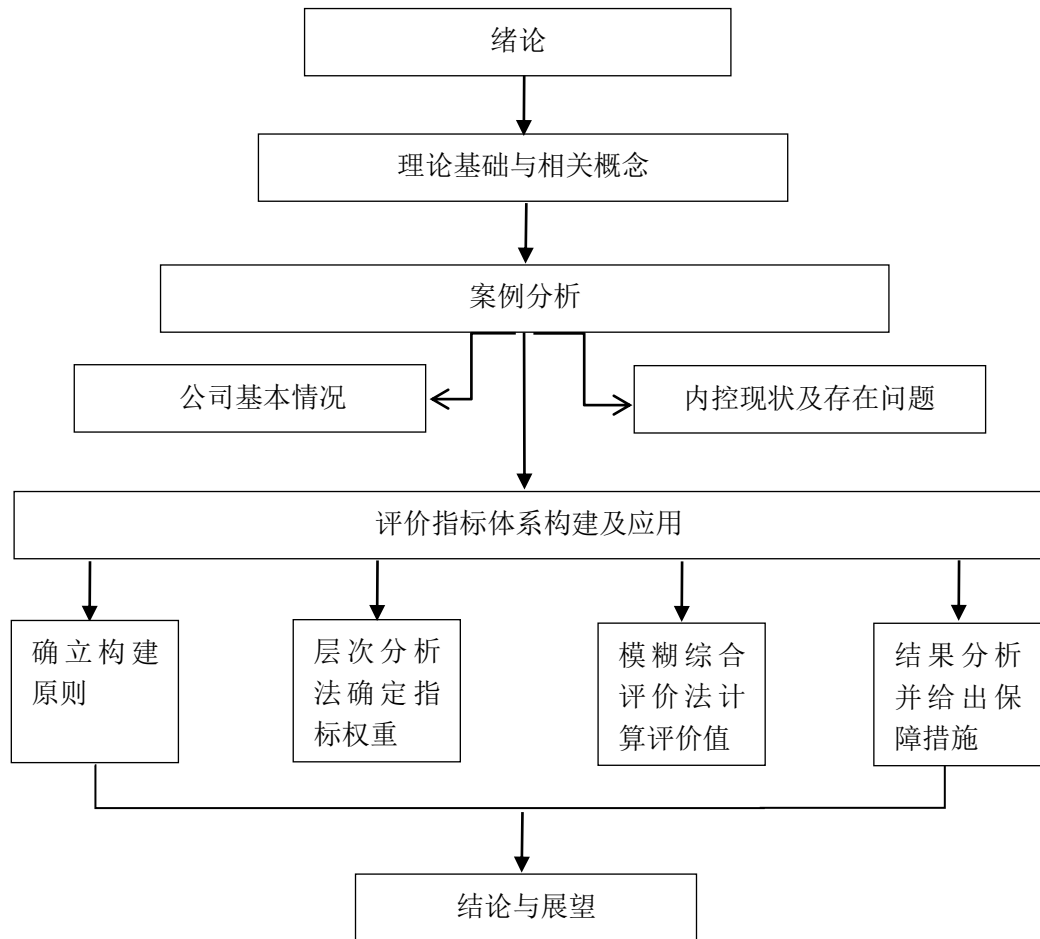 绪论
理论基础与相关概念
案例分析
公司基本情况
内控现状及存在问题
评价指标体系构建及应用
确立构建
原则
层次分析
法确定指
标权重
模糊综合
评价法计
算评价值
结果分析
并给出保
障措施
结论与展望